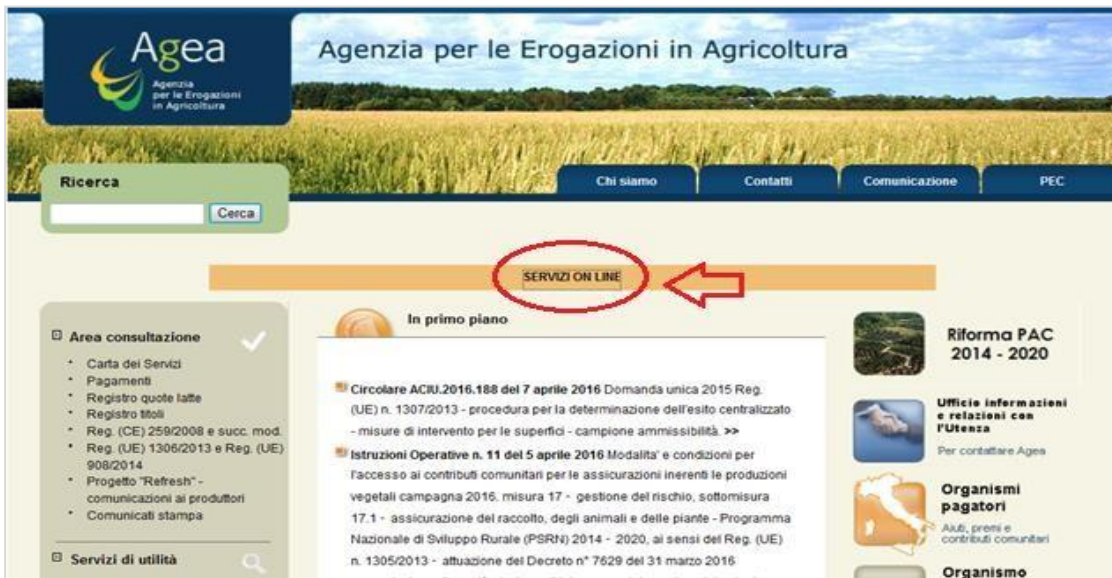 Agea
Agenzia
per le Erogazioni
in Agricoltura
Agenzia per le Erogazioni in Agricoltura
Ricerca
Cerca
Chi siamo
Contatti
Comunicazione
PEC
SERVIZI ON LINE
Area consultazione
Carta dei Servizi
Pagamenti
Registro quote latte
Registro titoli
Reg. (CE) 259/2008 e succ. mod.
Reg. (UE) 1306/2013 e Reg. (UE)
908/2014
Progetto "Refresh" -
comunicazioni ai produttori
Comunicati stampa
Servizi di utilità
In primo piano
Circolare ACIU.2016.188 del 7 aprile 2016 Domanda unica 2015 Reg.
(UE) n. 1307/2013 - procedura per la determinazione dell'esito centralizzato
- misure di intervento per le superfici - campione ammissibilità. >>
Istruzioni Operative n. 11 del 5 aprile 2016 Modalita' e condizioni per
l'accesso ai contributi comunitari per le assicurazioni inerenti le produzioni
vegetali campagna 2016, misura 17 - gestione del rischio, sottomisura
17.1 - assicurazione del raccolto, degli animali e delle piante - Programma
Nazionale di Sviluppo Rurale (PSRN) 2014 - 2020, ai sensi del Reg. (UE)
n. 1305/2013 - attuazione del Decreto n° 7629 del 31 marzo 2016
Riforma PAC
2014 - 2020
Ufficio informazioni
e relazioni con
l'Utenza
Per contattare Agea
Organismi
pagatori
Aiuti, premi e
contributi comunitari
Organismo